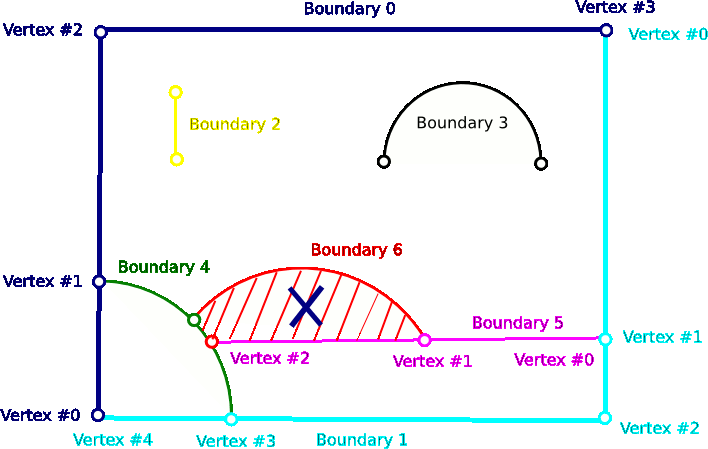 Boundary 0
Vertex #3
Vertex #2
Vertex #0
Boundary 2
Boundary 3
Boundary 6
Boundary 4
Vertex #1
Boundary 5
Vertex #1
Vertex #2
Vertex #1
Vertex #0
Vertex #0
Vertex #2
Vertex #4
Vertex #3
Boundary 1